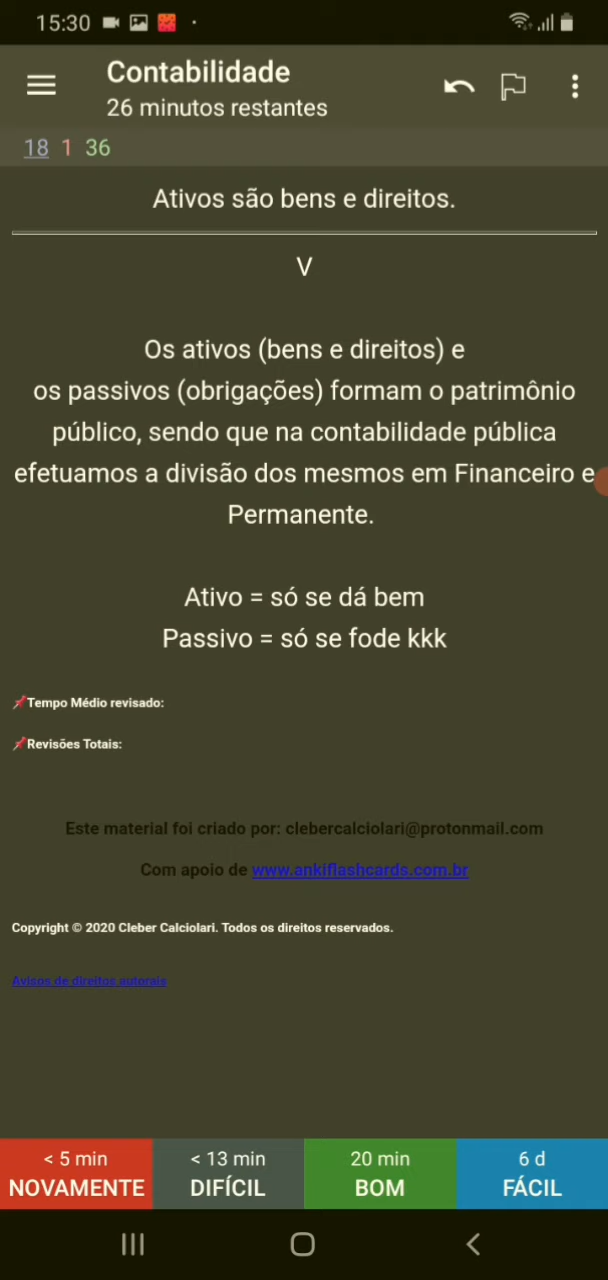 15:30
Contabilidade
26 minutos restantes
18 1 36
Ativos são bens e direitos.
V
Os ativos (bens e direitos) e
os passivos (obrigações) formam o patrimônio
público, sendo que na contabilidade pública
efetuamos a divisão dos mesmos em Financeiro e
Permanente.
Ativo = só se dá bem
Passivo = só se fode kkk
📌Tempo Médio revisado:
📌Revisões Totais:
Este material foi criado por: clebercalciolari@protonmail.com
Com apoio de www.ankiflashcards.com.br
Copyright © 2020 Cleber Calciolari. Todos os direitos reservados.
Avisos de direitos autorais
< 5 min < 13 min 20 min 6 d
NOVAMENTE DIFÍCIL BOM FÁCIL